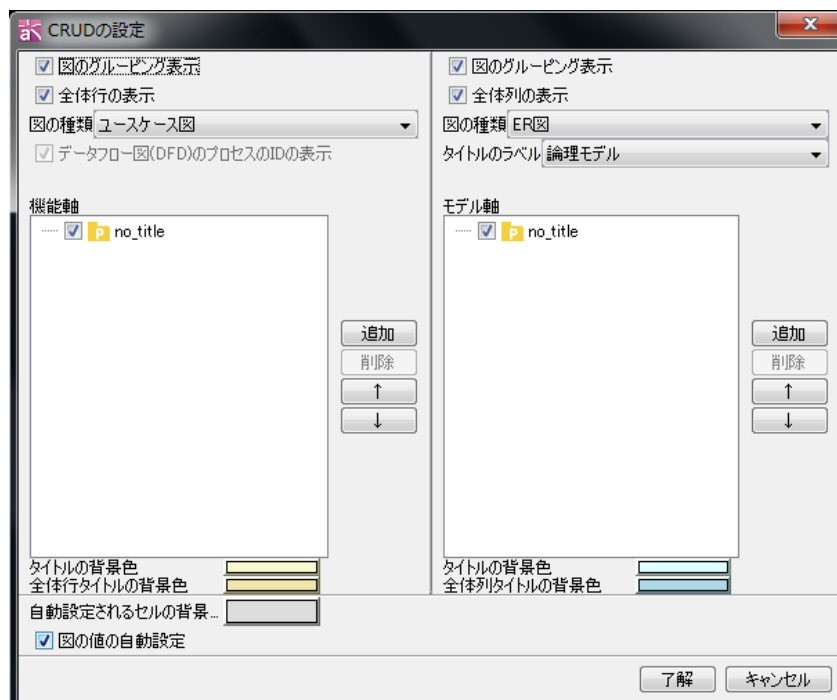 CRUDの設定
図のグルーピング表示
全体行の表示
図の種類 ユースケース図
データフロー図(DFD)のプロセスのIDの表示
機能軸
no_title
追加
削除
↑
↓
タイトルの背景色
全体行タイトルの背景色
図のグルーピング表示
全体列の表示
図の種類 ER図
タイトルのラベル 論理モデル
モデル軸
no_title
追加
削除
↑
↓
タイトルの背景色
全体列タイトルの背景色
自動設定されるセルの背景...
図の値の自動設定
了解 キャンセル